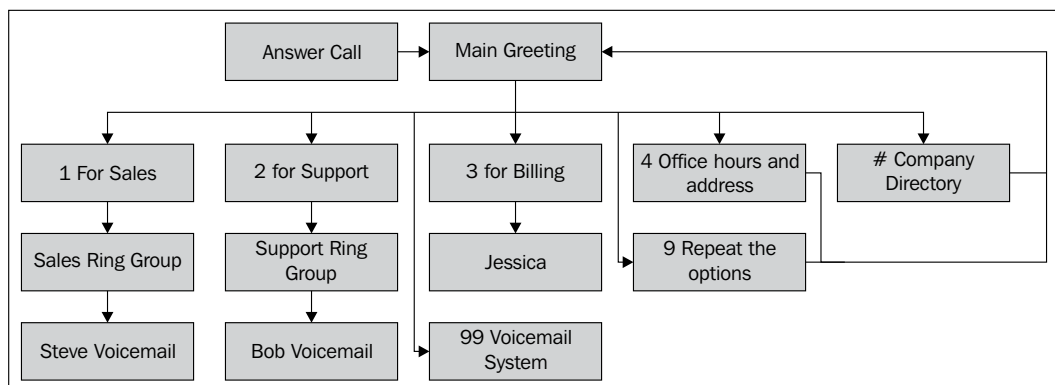 Answer Call
Main Greeting
1 For Sales
2 for Support
3 for Billing
4 Office hours and
address
# Company
Directory
Sales Ring Group
Support Ring
Group
Jessica
9 Repeat the
options
Steve Voicemail
Bob Voicemail
99 Voicemail
System